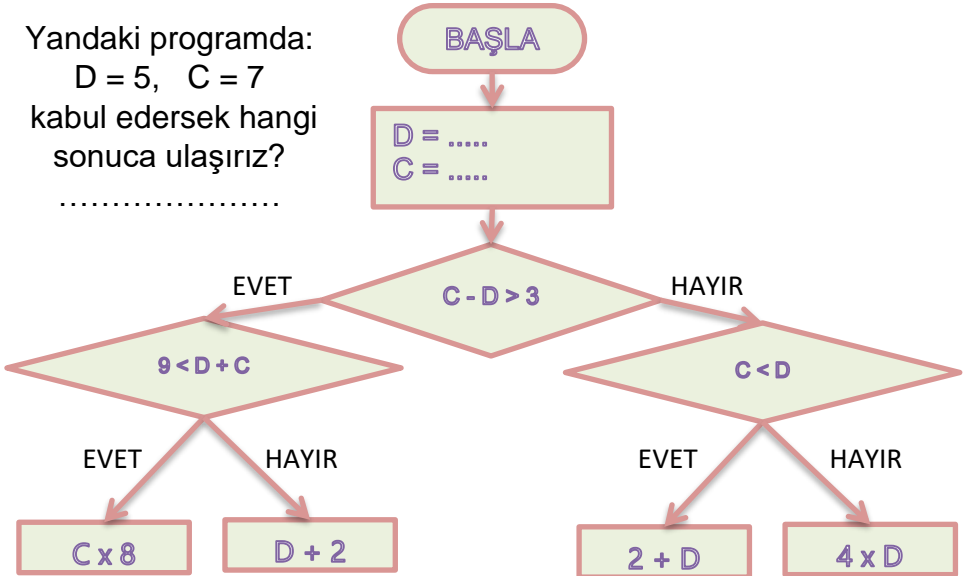 Yandaki programda:
D = 5, C = 7
kabul edersek hangi
sonuca ulaşırız?
…………………
BAŞLA
D = .....
C = .....
C - D > 3
EVET
HAYIR
9 < D + C
C < D
EVET
HAYIR
EVET
HAYIR
C x 8
D + 2
2 + D
4 x D